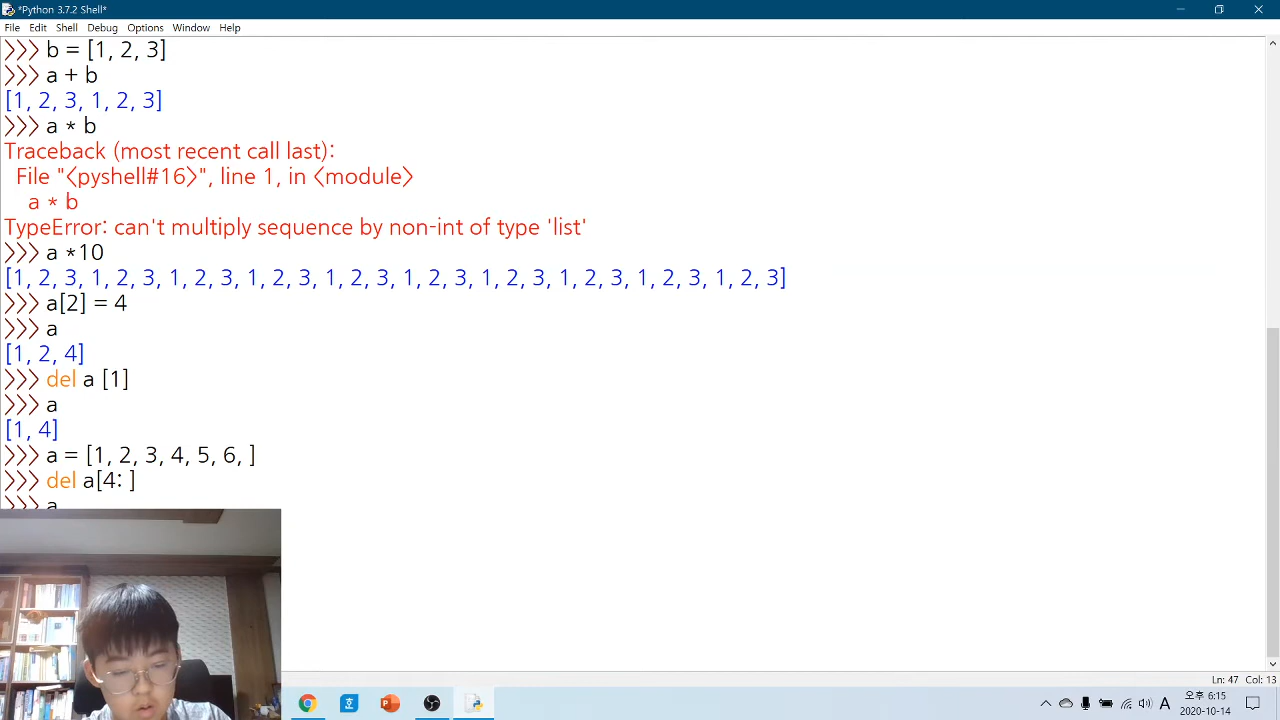 *Python 3.7.2 Shell*
File Edit Shell Debug Options Window Help
>>> b = [1, 2, 3]
>>> a + b
[1, 2, 3, 1, 2, 3]
>>> a * b
Traceback (most recent call last):
File "<pyshell#16>", line 1, in <module>
a * b
TypeError: can't multiply sequence by non-int of type 'list'
>>> a *10
[1, 2, 3, 1, 2, 3, 1, 2, 3, 1, 2, 3, 1, 2, 3, 1, 2, 3, 1, 2, 3, 1, 2, 3, 1, 2, 3, 1, 2, 3]
>>> a[2] = 4
>>> a
[1, 2, 4]
>>> del a [1]
>>> a
[1, 4]
>>> a = [1, 2, 3, 4, 5, 6, ]
>>> del a[4: ]
>>> a
Ln: 47 Col: 13
A 오후 6:15
2020-10-14